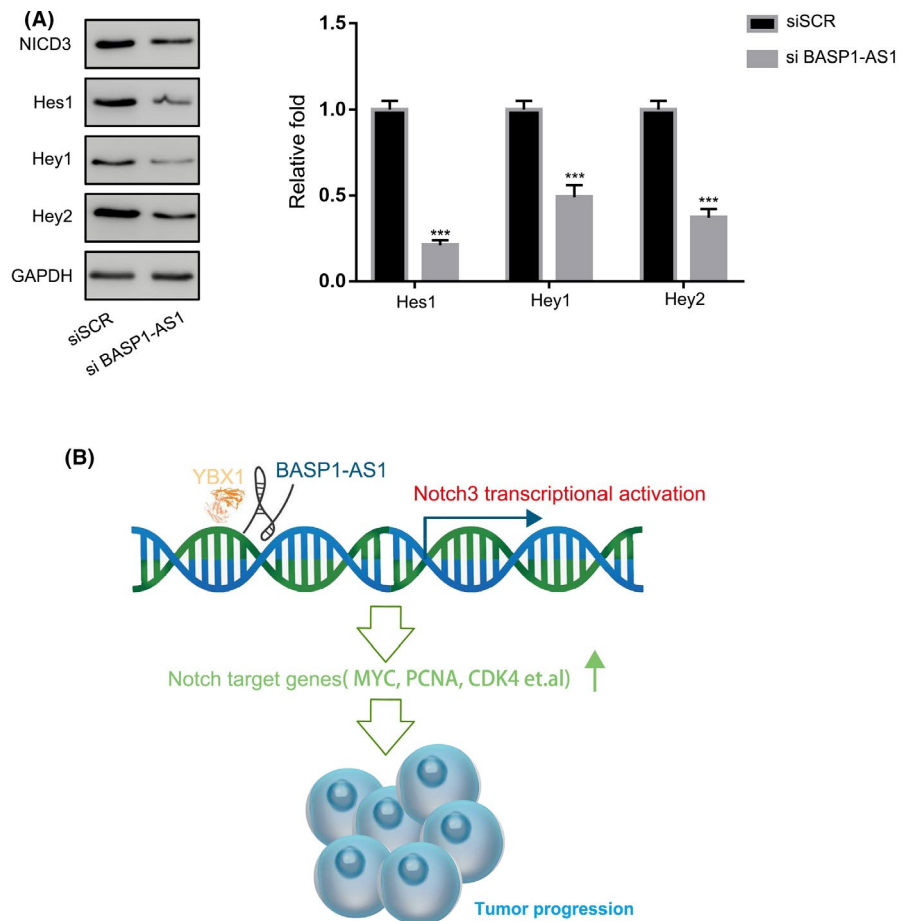 (A)
NICD3
Hes1
Hey1
Hey2
GAPDH
siSCR
si BASP1-AS1
Relative fold
1.5
1.0
0.5
0.0
***
***
***
Hes1 Hey1 Hey2
siSCR
si BASP1-AS1
(B)
YBX1
BASP1-AS1
Notch3 transcriptional activation
Notch target genes( MYC, PCNA, CDK4 et.al)
Tumor progression